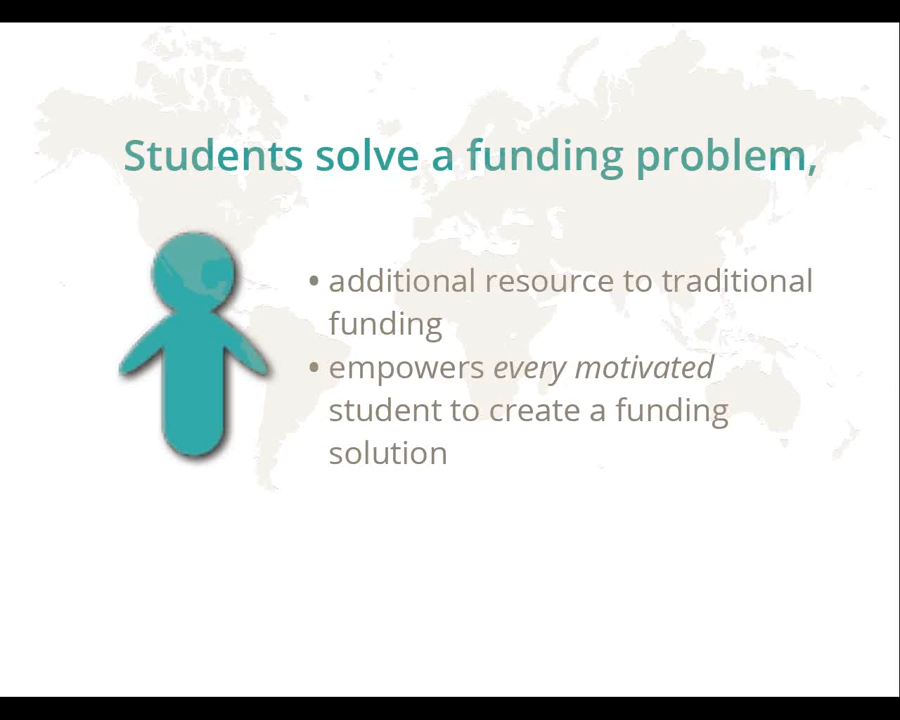 Students solve a funding problem,
• additional resource to traditional
funding
• empowers every motivated
student to create a funding
solution